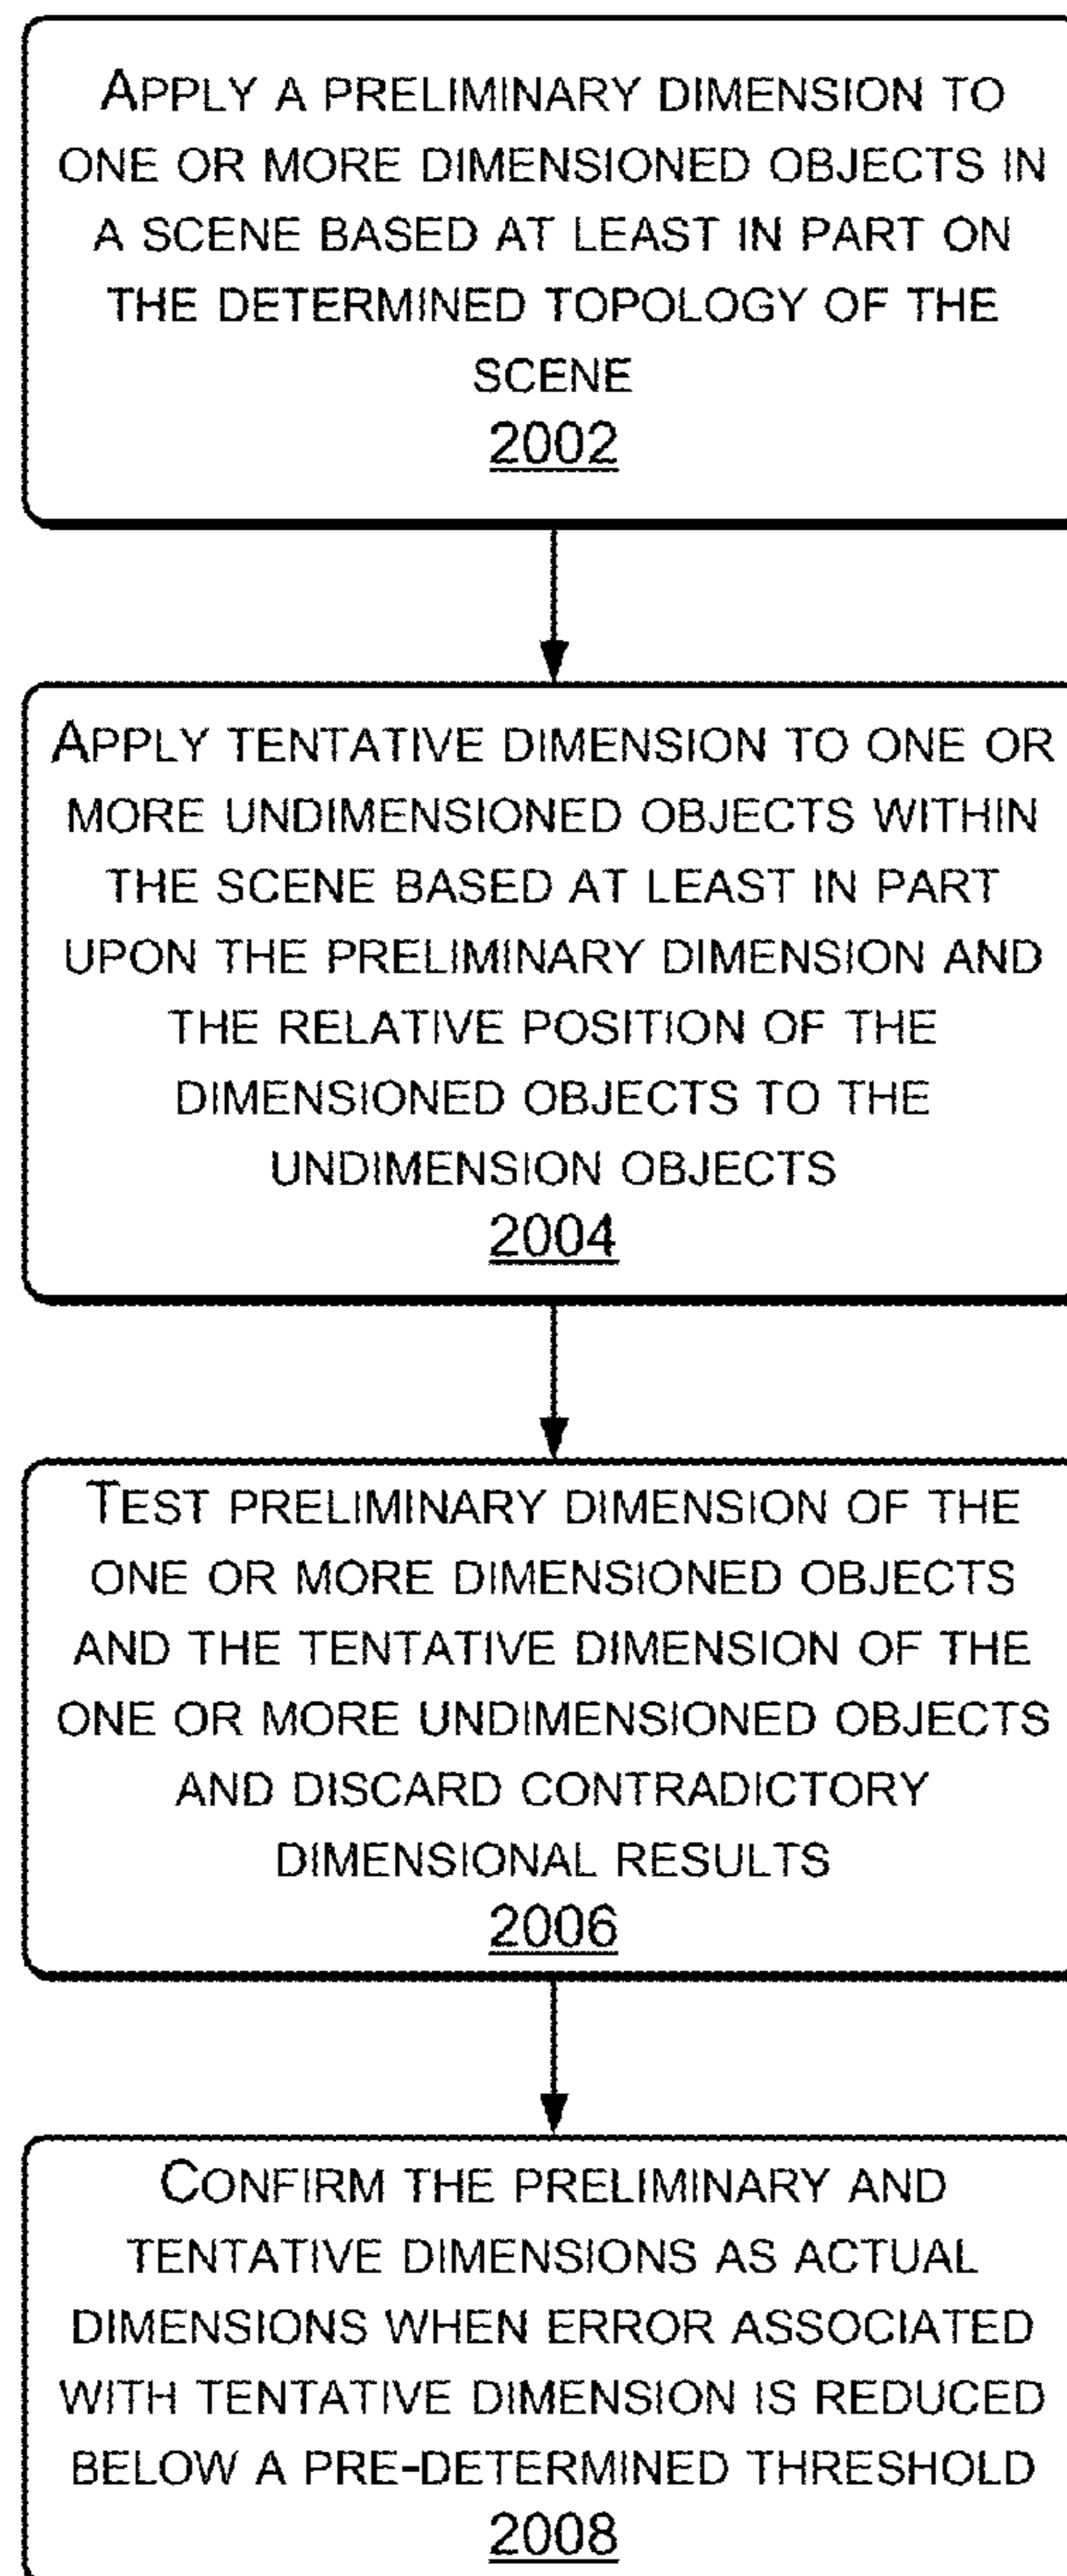 APPLY A PRELIMINARY DIMENSION TO
ONE OR MORE DIMENSIONED OBJECTS IN
A SCENE BASED AT LEAST IN PART ON
THE DETERMINED TOPOLOGY OF THE
SCENE
2002
APPLY TENTATIVE DIMENSION TO ONE OR
MORE UNDIMENSIONED OBJECTS WITHIN
THE SCENE BASED AT LEAST IN PART
UPON THE PRELIMINARY DIMENSION AND
THE RELATIVE POSITION OF THE
DIMENSIONED OBJECTS TO THE
UNDIMENSION OBJECTS
2004
TEST PRELIMINARY DIMENSION OF THE
ONE OR MORE DIMENSIONED OBJECTS
AND THE TENTATIVE DIMENSION OF THE
ONE OR MORE UNDIMENSIONED OBJECTS
AND DISCARD CONTRADICTORY
DIMENSIONAL RESULTS
2006
CONFIRM THE PRELIMINARY AND
TENTATIVE DIMENSIONS AS ACTUAL
DIMENSIONS WHEN ERROR ASSOCIATED
WITH TENTATIVE DIMENSION IS REDUCED
BELOW A PRE-DETERMINED THRESHOLD
2008